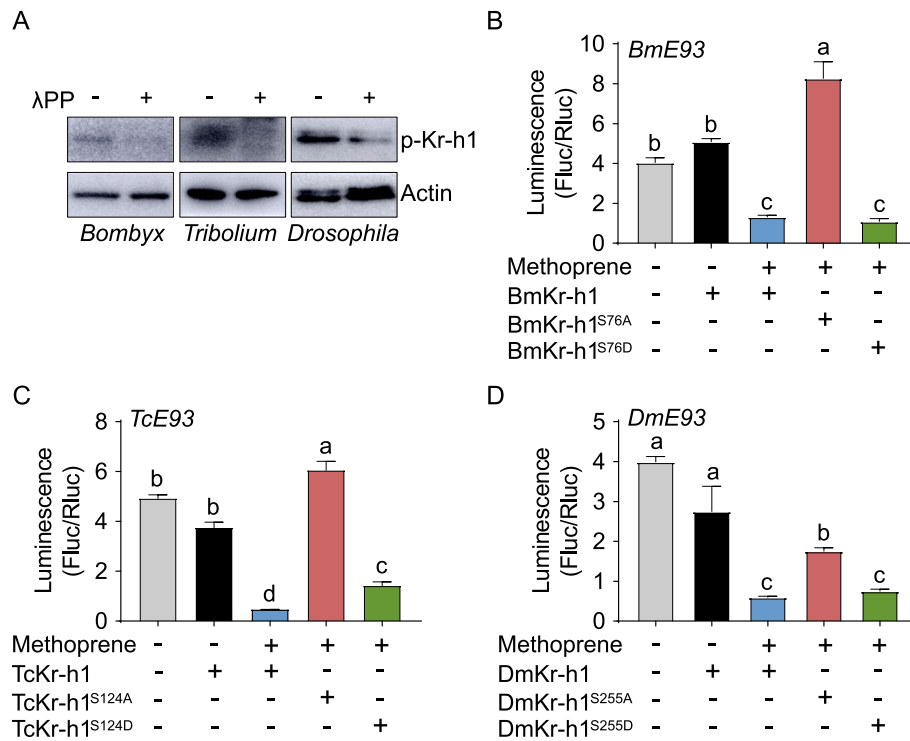 A
λPP - + - + - +
p-Kr-h1
Actin
Bombyx Tribolium Drosophila
B
BmE93
Luminescence
(Fluc/Rluc)
10
8
6
4
2
0
b b c a c
Methoprene - - + + +
BmKr-h1 - + + - -
BmKr-h1S76A - - - + -
BmKr-h1S76D - - - - +
C
TcE93
Luminescence
(Fluc/Rluc)
8
6
4
2
0
b b d a c
Methoprene - - + + +
TcKr-h1 - + + - -
TcKr-h1S124A - - - + -
TcKr-h1S124D - - - - +
D
DmE93
Luminescence
(Fluc/Rluc)
5
4
3
2
1
0
a a c b c
Methoprene - - + + +
DmKr-h1 - + + - -
DmKr-h1S255A - - - + -
DmKr-h1S255D - - - - +